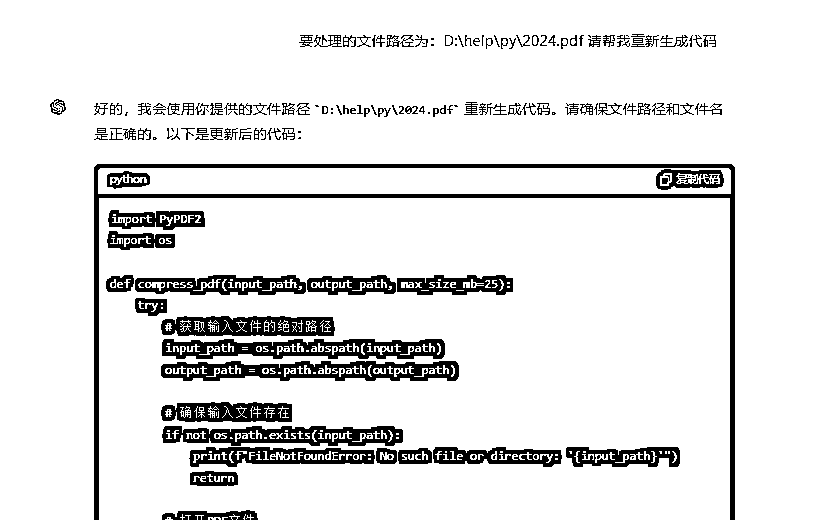 要处理的文件路径为：D:\help\py\2024.pdf 请帮我重新生成代码
好的，我会使用你提供的文件路径 `D:\help\py\2024.pdf` 重新生成代码。请确保文件路径和文件名
是正确的。以下是更新后的代码：
python
复制代码
import PyPDF2
import os
def compress_pdf(input_path, output_path, max_size_mb=25):
try:
# 获取输入文件的绝对路径
input_path = os.path.abspath(input_path)
output_path = os.path.abspath(output_path)
# 确保输入文件存在
if not os.path.exists(input_path):
print(f"FileNotFoundError: No such file or directory: '{input_path}'")
return
# 打开PDF文件